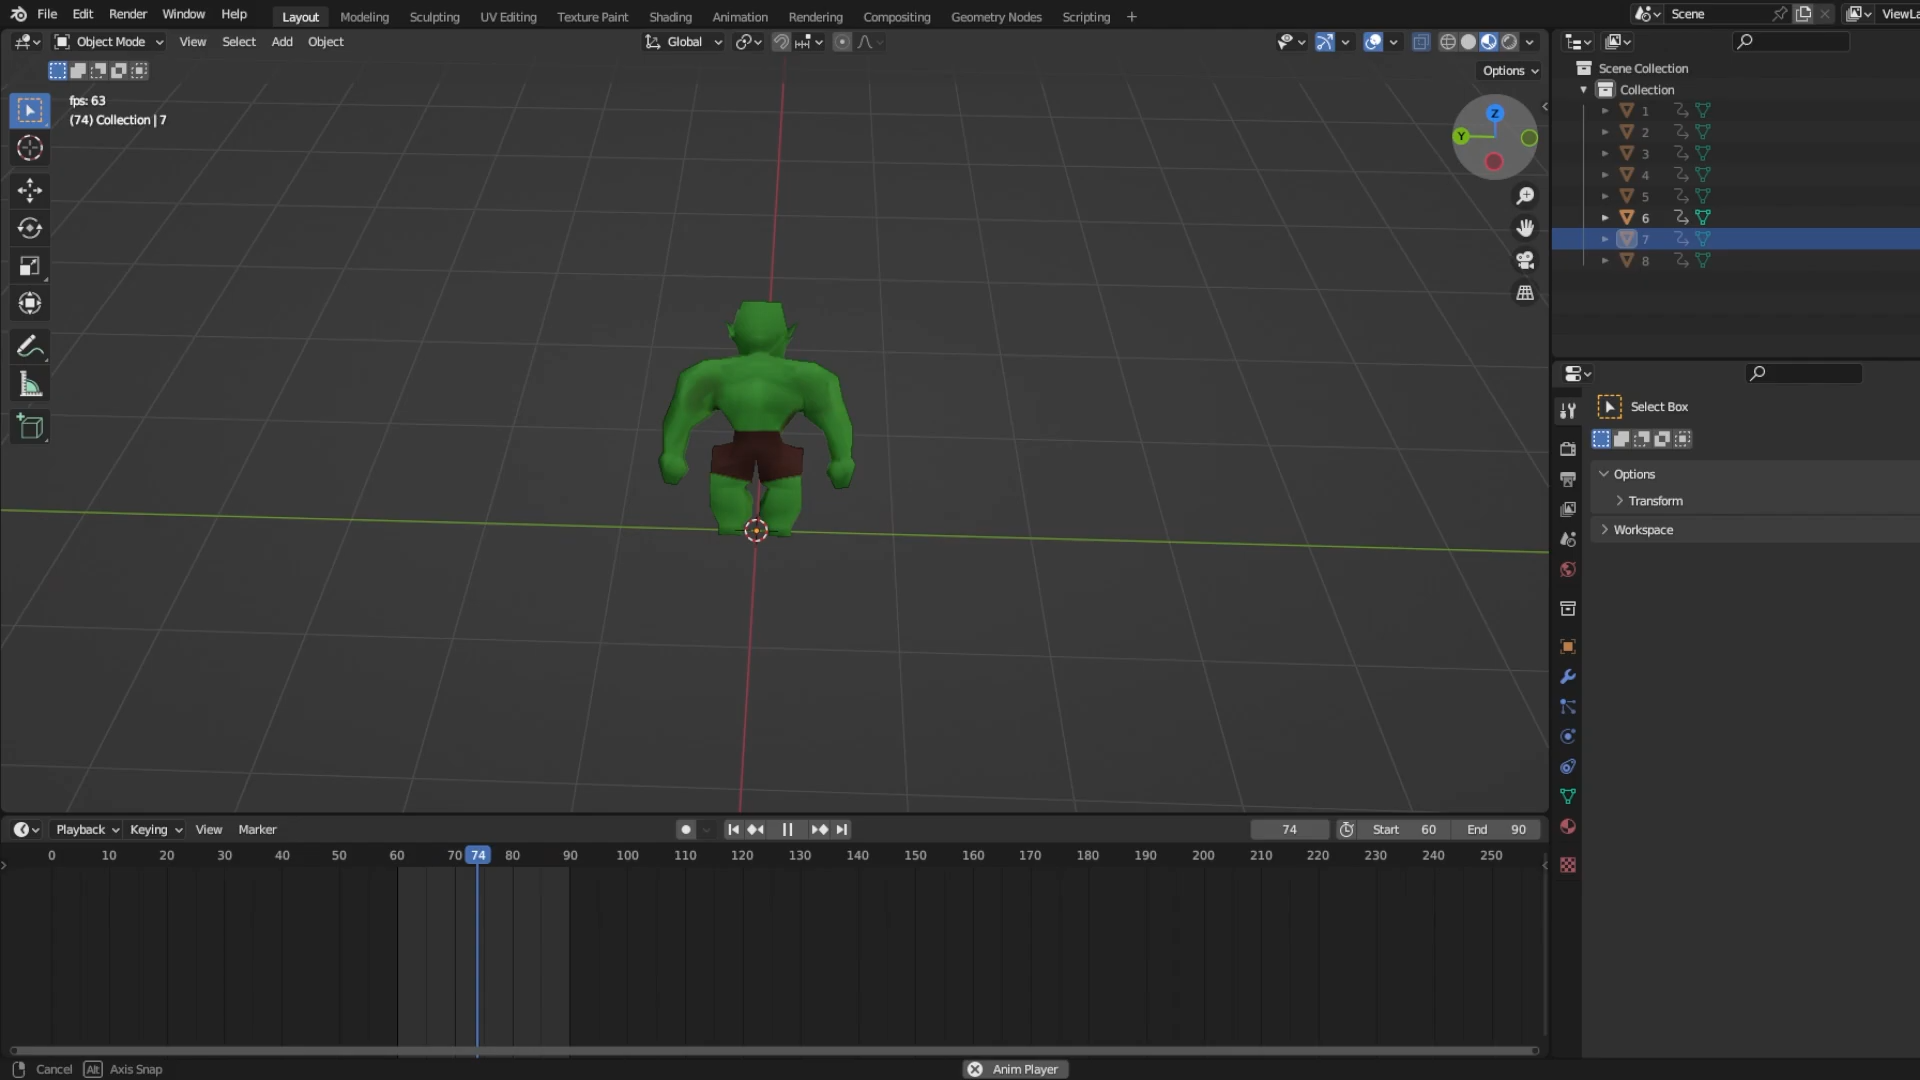 File Edit Render Window Help Layout Modeling Sculpting UV Editing Texture Paint Shading Animation Rendering Compositing Geometry Nodes Scripting + Scene ViewLa
Object Mode View Select Add Object Global
Options
fps: 63
(74) Collection | 7
Z
Y
Scene Collection
Collection
1
2
3
4
5
6
7
8
Select Box
Options
Transform
Workspace
Playback Keying View Marker 74 Start 60 End 90
0 10 20 30 40 50 60 70 74 80 90 100 110 120 130 140 150 160 170 180 190 200 210 220 230 240 250
Cancel Alt Axis Snap Anim Player